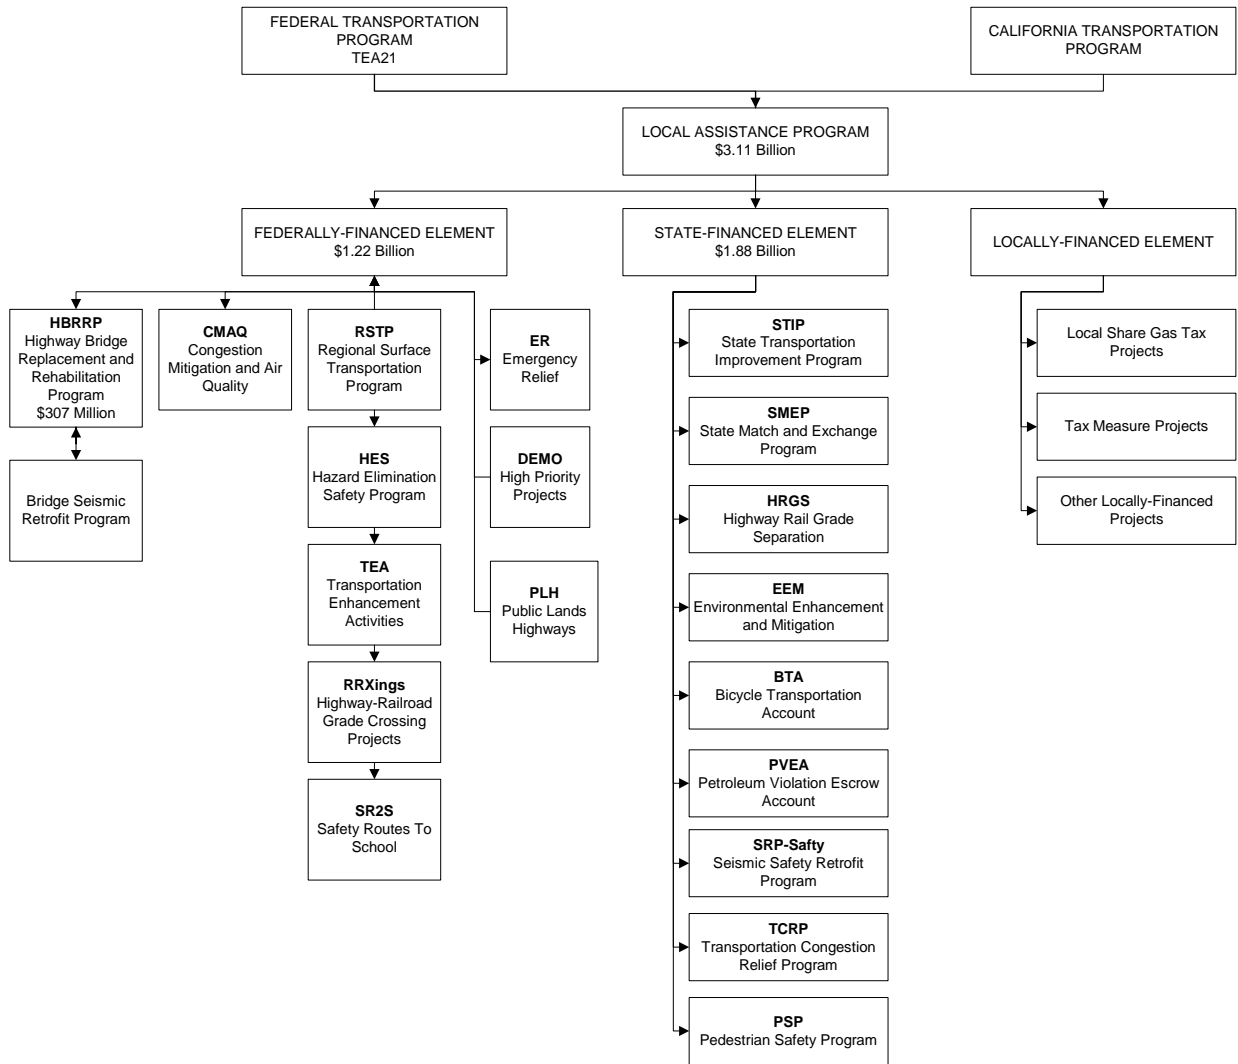 FEDERAL TRANSPORTATION
PROGRAM
TEA21
CALIFORNIA TRANSPORTATION
PROGRAM
LOCAL ASSISTANCE PROGRAM
$3.11 Billion
FEDERALLY-FINANCED ELEMENT
$1.22 Billion
STATE-FINANCED ELEMENT
$1.88 Billion
LOCALLY-FINANCED ELEMENT
HBRRP
Highway Bridge
Replacement and
Rehabilitation
Program
$307 Million
Bridge Seismic
Retrofit Program
CMAQ
Congestion
Mitigation and Air
Quality
RSTP
Regional Surface
Transportation
Program
HES
Hazard Elimination
Safety Program
TEA
Transportation
Enhancement
Activities
RRXings
Highway-Railroad
Grade Crossing
Projects
SR2S
Safety Routes To
School
ER
Emergency
Relief
DEMO
High Priority
Projects
PLH
Public Lands
Highways
STIP
State Transportation
Improvement Program
SMEP
State Match and Exchange
Program
HRGS
Highway Rail Grade
Separation
EEM
Environmental Enhancement
and Mitigation
BTA
Bicycle Transportation
Account
PVEA
Petroleum Violation Escrow
Account
SRP-Safty
Seismic Safety Retrofit
Program
TCRP
Transportation Congestion
Relief Program
PSP
Pedestrian Safety Program
Local Share Gas Tax
Projects
Tax Measure Projects
Other Locally-Financed
Projects